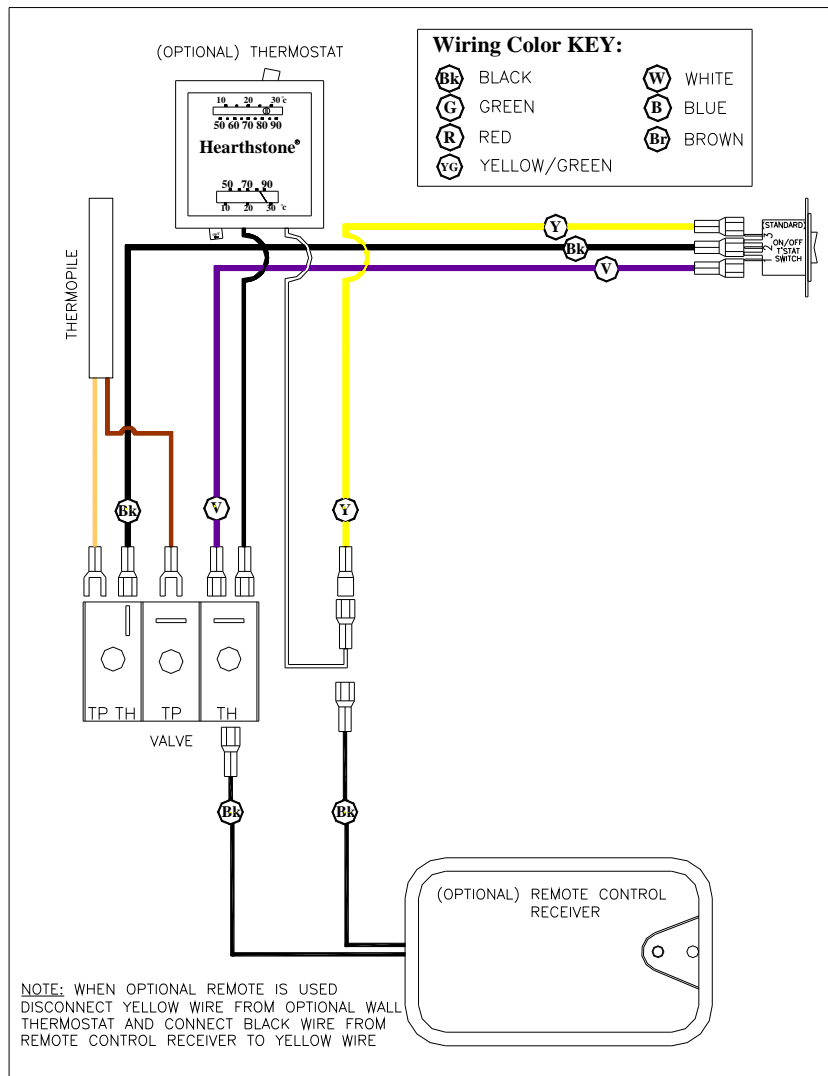 (OPTIONAL) THERMOSTAT
Wiring Color KEY:
Bk BLACK
W WHITE
G GREEN
B BLUE
R RED
Br BROWN
YG YELLOW/GREEN
10 20 30°c
50 60 70 80 90
Hearthstone®
50 70 90
10 20 30 °c
THERMOPILE
Y
Bk
V
(STANDARD)
3
2
1
ON/OFF
T'STAT
SWITCH
Bk
V
Y
TP TH
TP
TH
VALVE
Bk
Bk
(OPTIONAL) REMOTE CONTROL
RECEIVER
NOTE: WHEN OPTIONAL REMOTE IS USED
DISCONNECT YELLOW WIRE FROM OPTIONAL WALL
THERMOSTAT AND CONNECT BLACK WIRE FROM
REMOTE CONTROL RECEIVER TO YELLOW WIRE